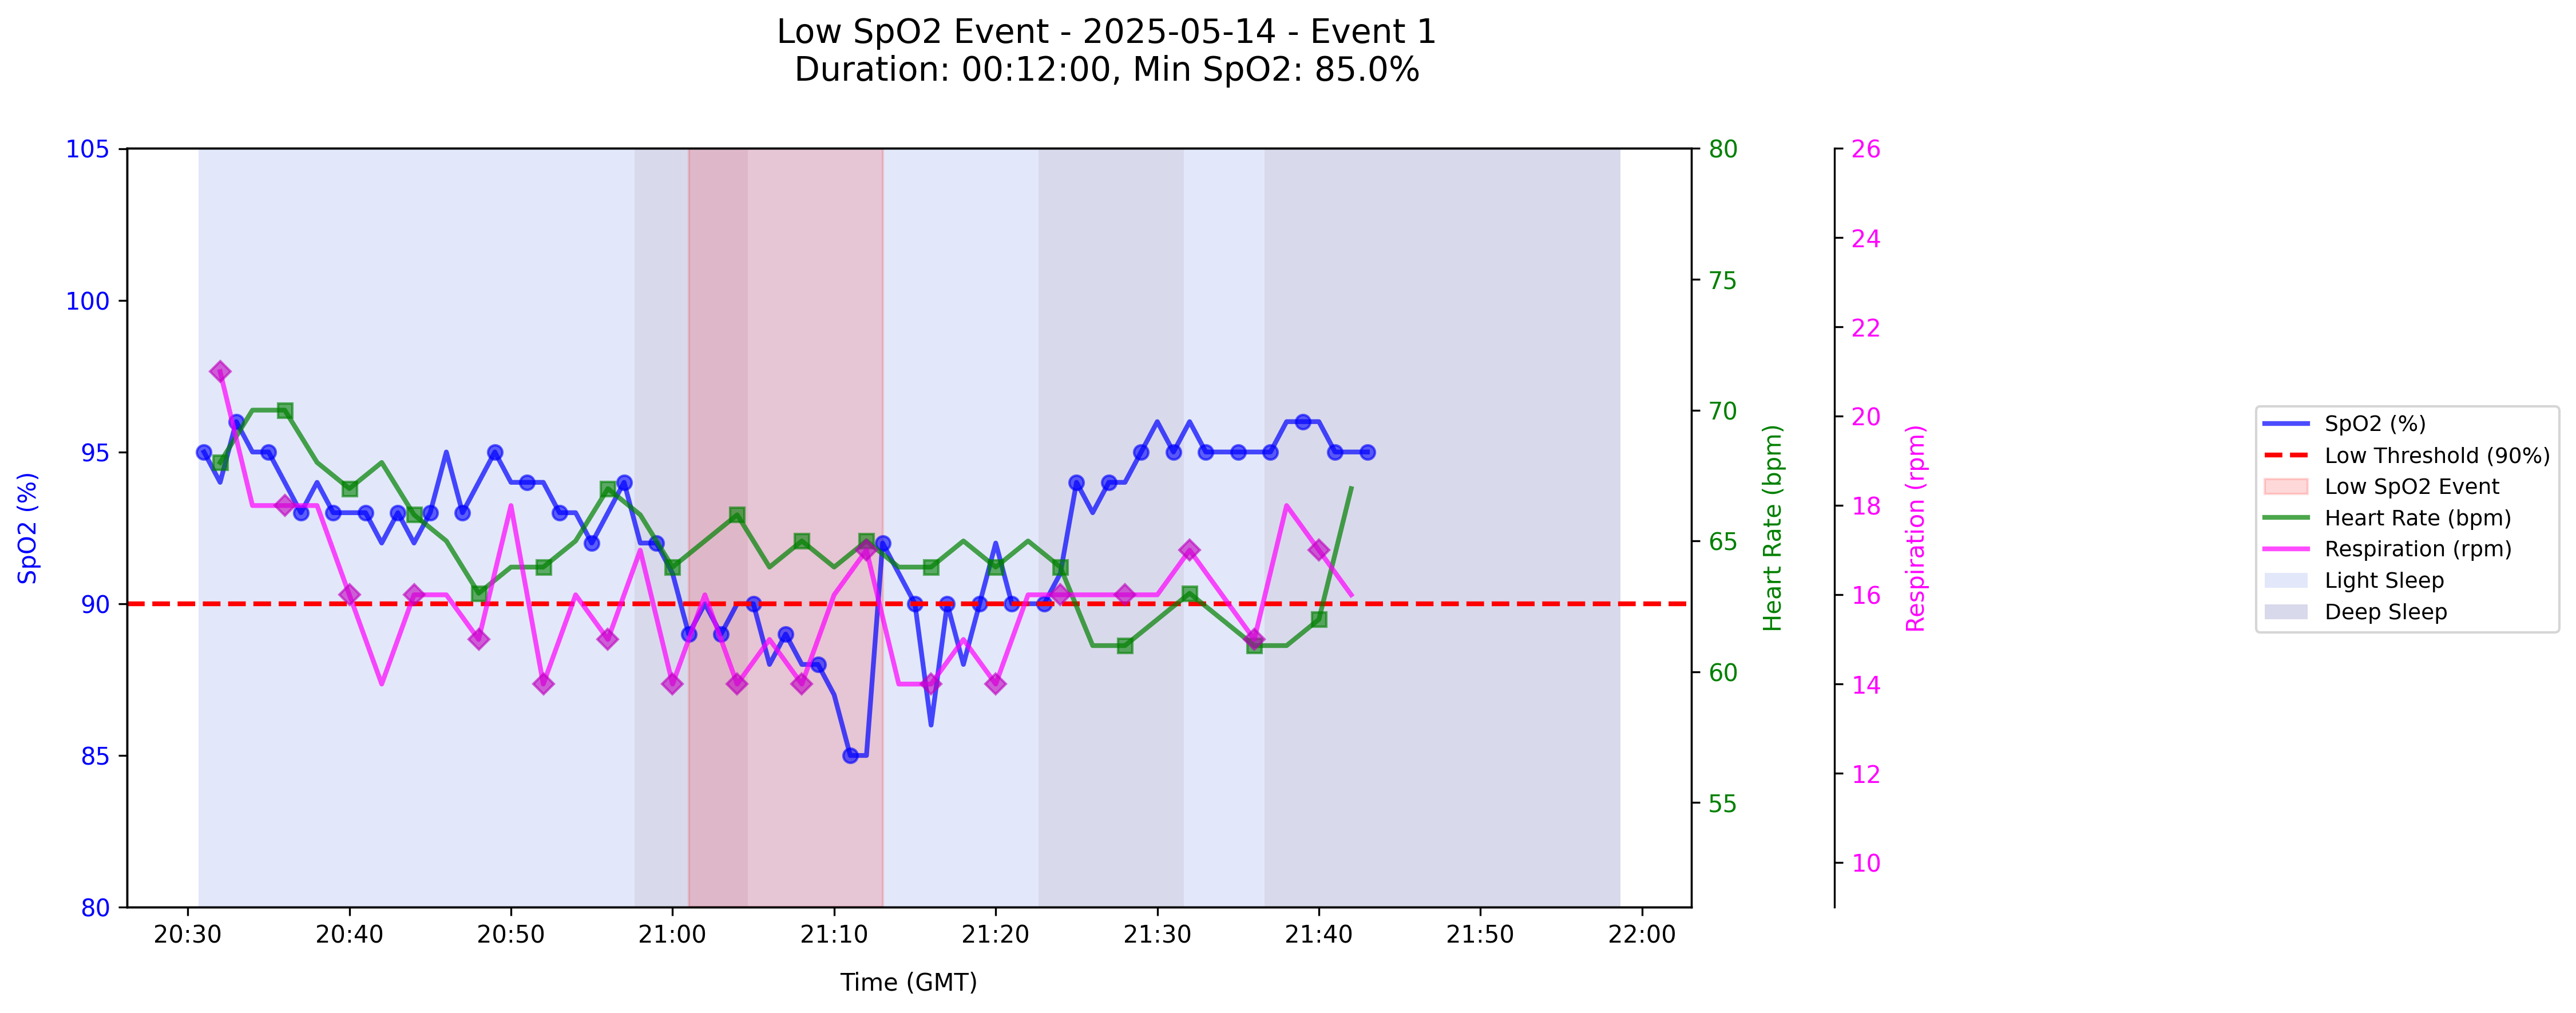 Low SpO2 Event - 2025-05-14 - Event 1
Duration: 00:12:00, Min SpO2: 85.0%
105
100
95
90
85
80
SpO2 (%)
20:30
20:40
20:50
21:00
21:10
21:20
21:30
21:40
21:50
22:00
Time (GMT)
80
75
70
65
60
55
Heart Rate (bpm)
26
24
22
20
18
16
14
12
10
Respiration (rpm)
SpO2 (%)
Low Threshold (90%)
Low SpO2 Event
Heart Rate (bpm)
Respiration (rpm)
Light Sleep
Deep Sleep